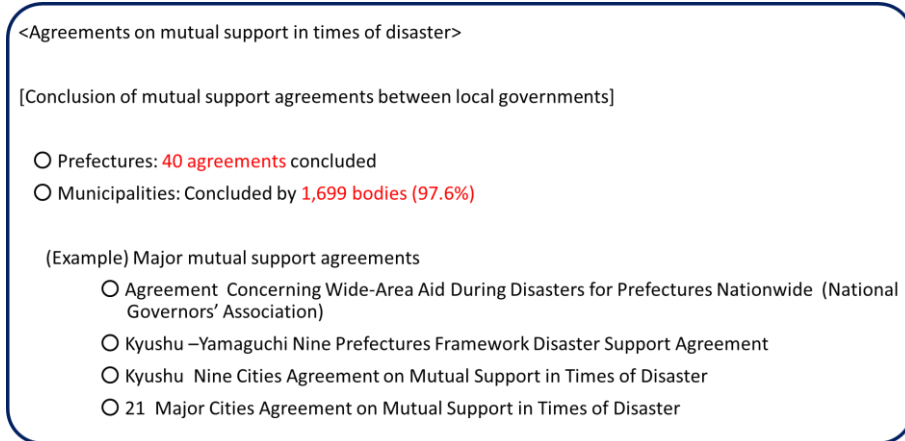 <Agreements on mutual support in times of disaster>
[Conclusion of mutual support agreements between local governments]
○ Prefectures: 40 agreements concluded
○ Municipalities: Concluded by 1,699 bodies (97.6%)
(Example) Major mutual support agreements
○ Agreement Concerning Wide-Area Aid During Disasters for Prefectures Nationwide (National
Governors’ Association)
○ Kyushu –Yamaguchi Nine Prefectures Framework Disaster Support Agreement
○ Kyushu Nine Cities Agreement on Mutual Support in Times of Disaster
○ 21 Major Cities Agreement on Mutual Support in Times of Disaster